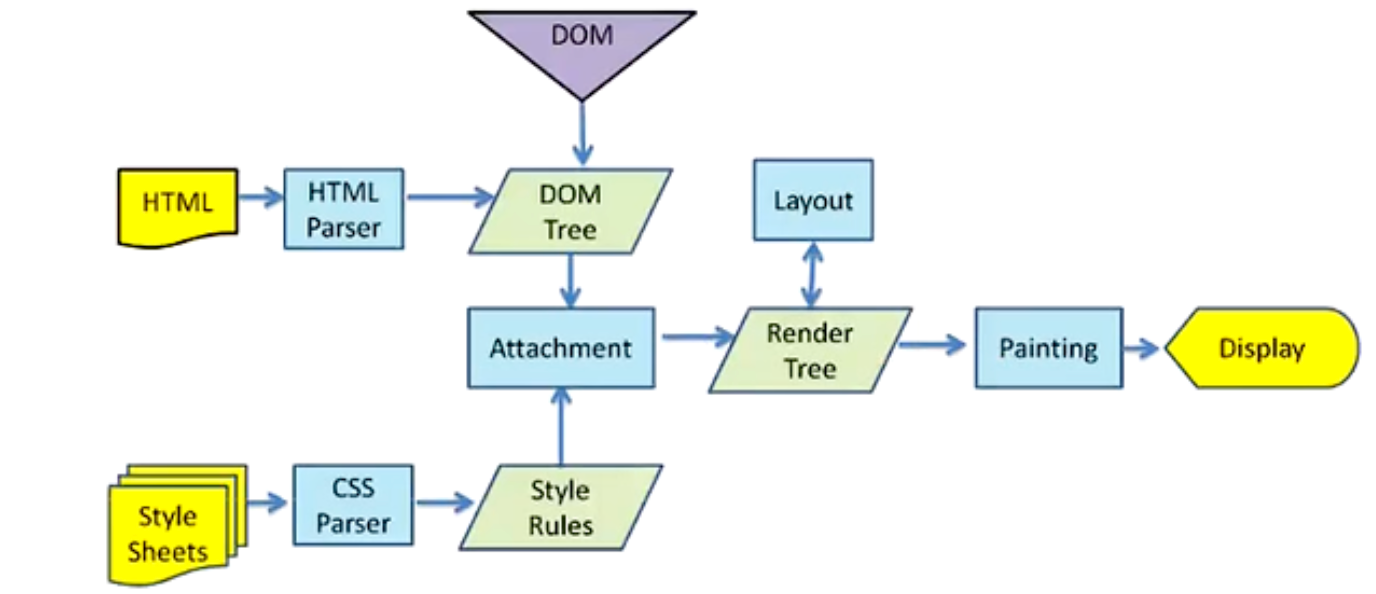 DOM
HTML
HTML
Parser
DOM
Tree
Layout
Attachment
Render
Tree
Painting
Display
Style
Sheets
CSS
Parser
Style
Rules